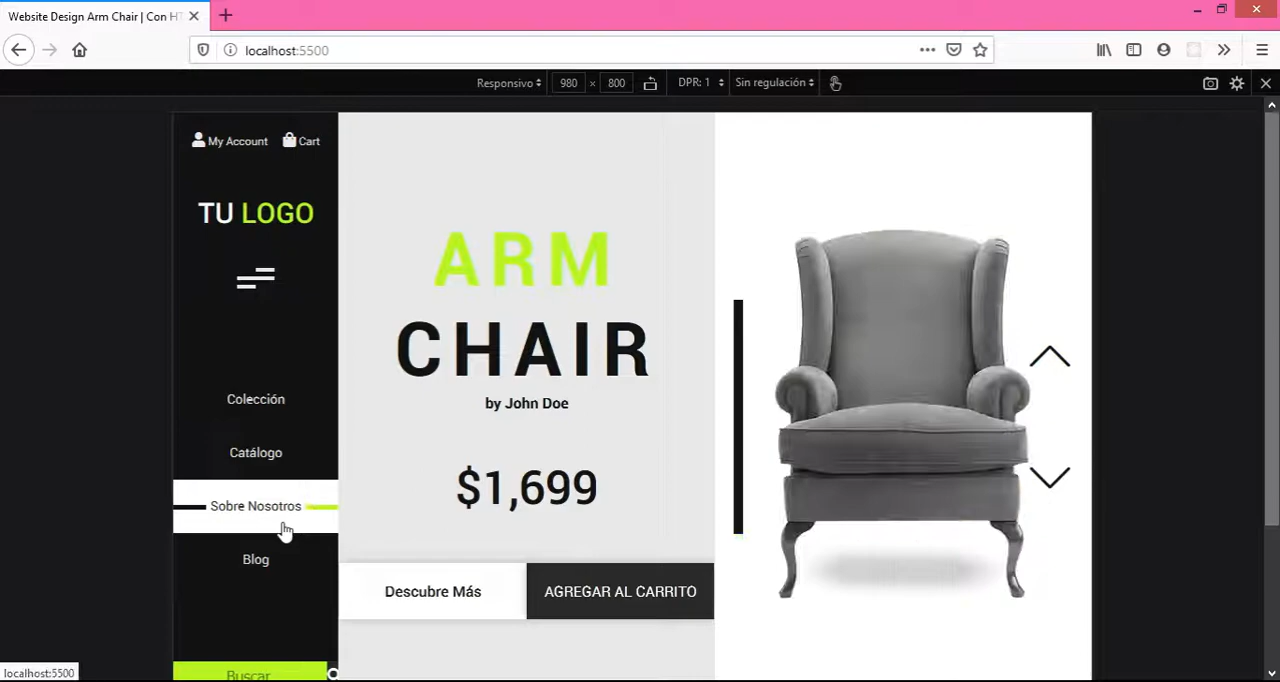 Website Design Arm Chair | Con HT
localhost:5500
Responsivo 980 × 800 DPR: 1 Sin regulación
My Account Cart
TU LOGO
Colección
Catálogo
Sobre Nosotros
Blog
Buscar
ARM
CHAIR
by John Doe
$1,699
Descubre Más AGREGAR AL CARRITO
localhost:5500